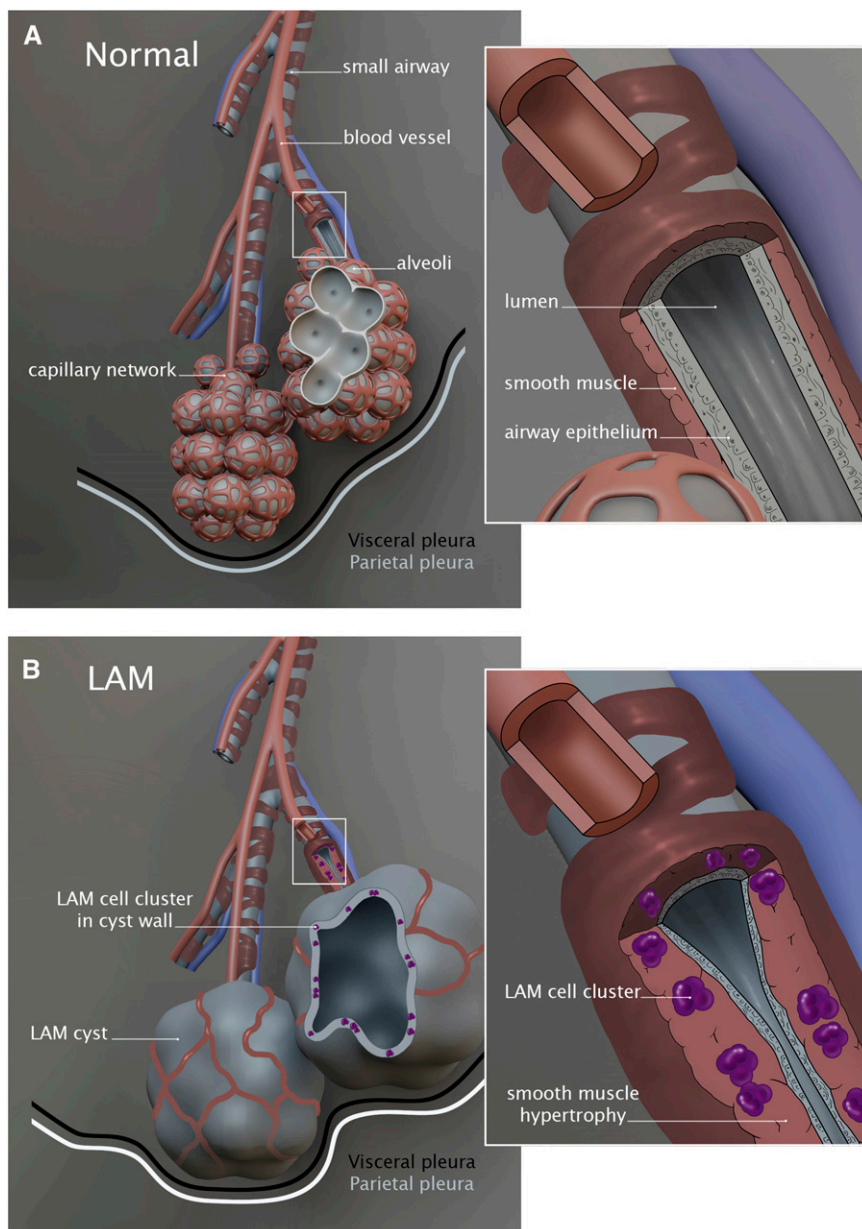 A
Normal
small airway
blood vessel
alveoli
capillary network
Visceral pleura
Parietal pleura
lumen
smooth muscle
airway epithelium
B
LAM
LAM cell cluster
in cyst wall
LAM cyst
Visceral pleura
Parietal pleura
LAM cell cluster
smooth muscle
hypertrophy